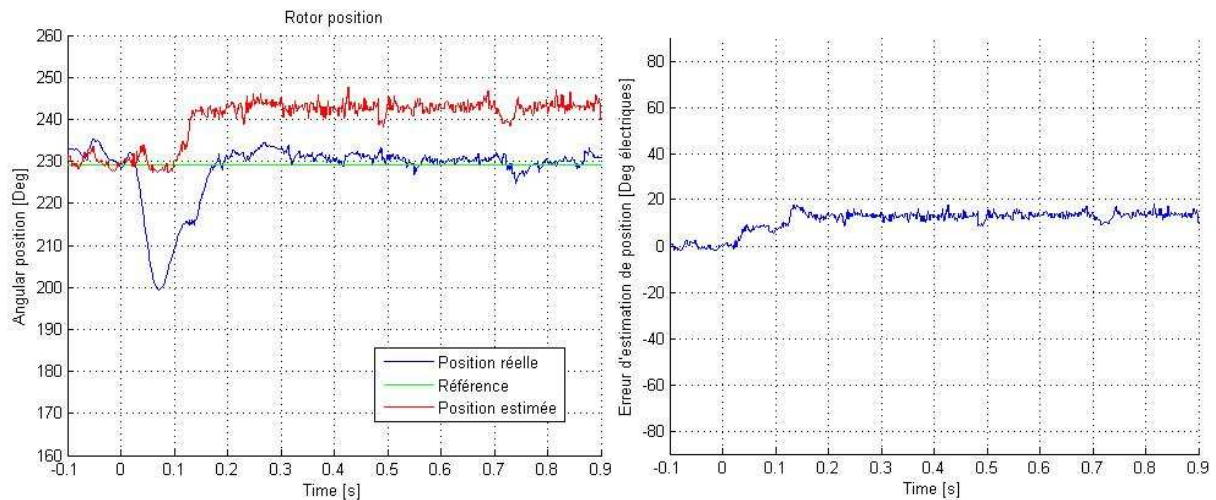 Rotor position
260
250
240
230
220
210
200
190
180
170
160
Angular position [Deg]
-0.1 0 0.1 0.2 0.3 0.4 0.5 0.6 0.7 0.8 0.9
Time [s]
Position réelle
Référence
Position estimée
80
60
40
20
0
-20
-40
-60
-80
Erreur d'estimation de position [Deg électriques]
-0.1 0 0.1 0.2 0.3 0.4 0.5 0.6 0.7 0.8 0.9
Time [s]